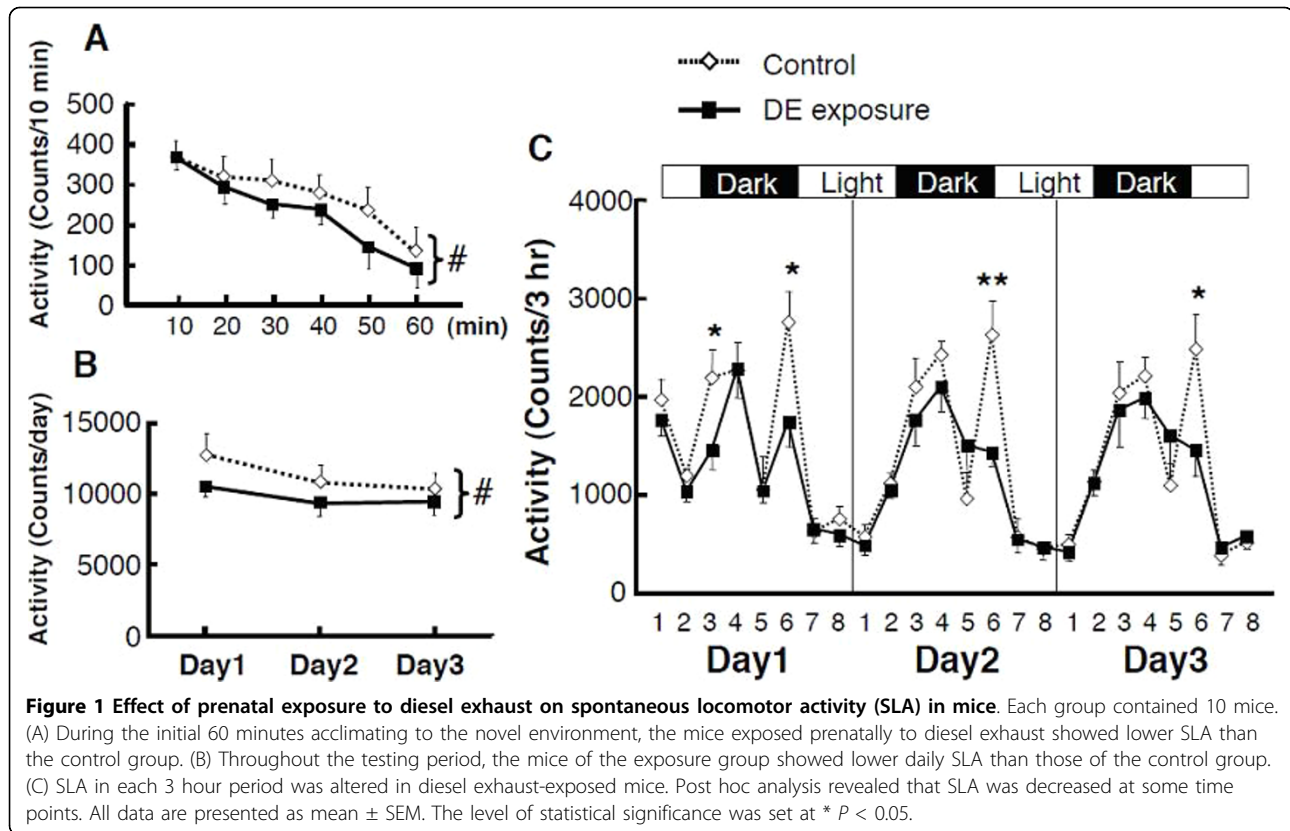 A
Activity (Counts/10 min)
500
400
300
200
100
0
10 20 30 40 50 60 (min)
#
B
Activity (Counts/day)
15000
10000
5000
0
Day1 Day2 Day3
#
Control
DE exposure
C
Dark Light Dark Light Dark
Activity (Counts/3 hr)
4000
3000
2000
1000
0
* * ** *
1 2 3 4 5 6 7 8 1 2 3 4 5 6 7 8 1 2 3 4 5 6 7 8
Day1 Day2 Day3
Figure 1 Effect of prenatal exposure to diesel exhaust on spontaneous locomotor activity (SLA) in mice. Each group contained 10 mice.
(A) During the initial 60 minutes acclimating to the novel environment, the mice exposed prenatally to diesel exhaust showed lower SLA than
the control group. (B) Throughout the testing period, the mice of the exposure group showed lower daily SLA than those of the control group.
(C) SLA in each 3 hour period was altered in diesel exhaust-exposed mice. Post hoc analysis revealed that SLA was decreased at some time
points. All data are presented as mean ± SEM. The level of statistical significance was set at * P < 0.05.